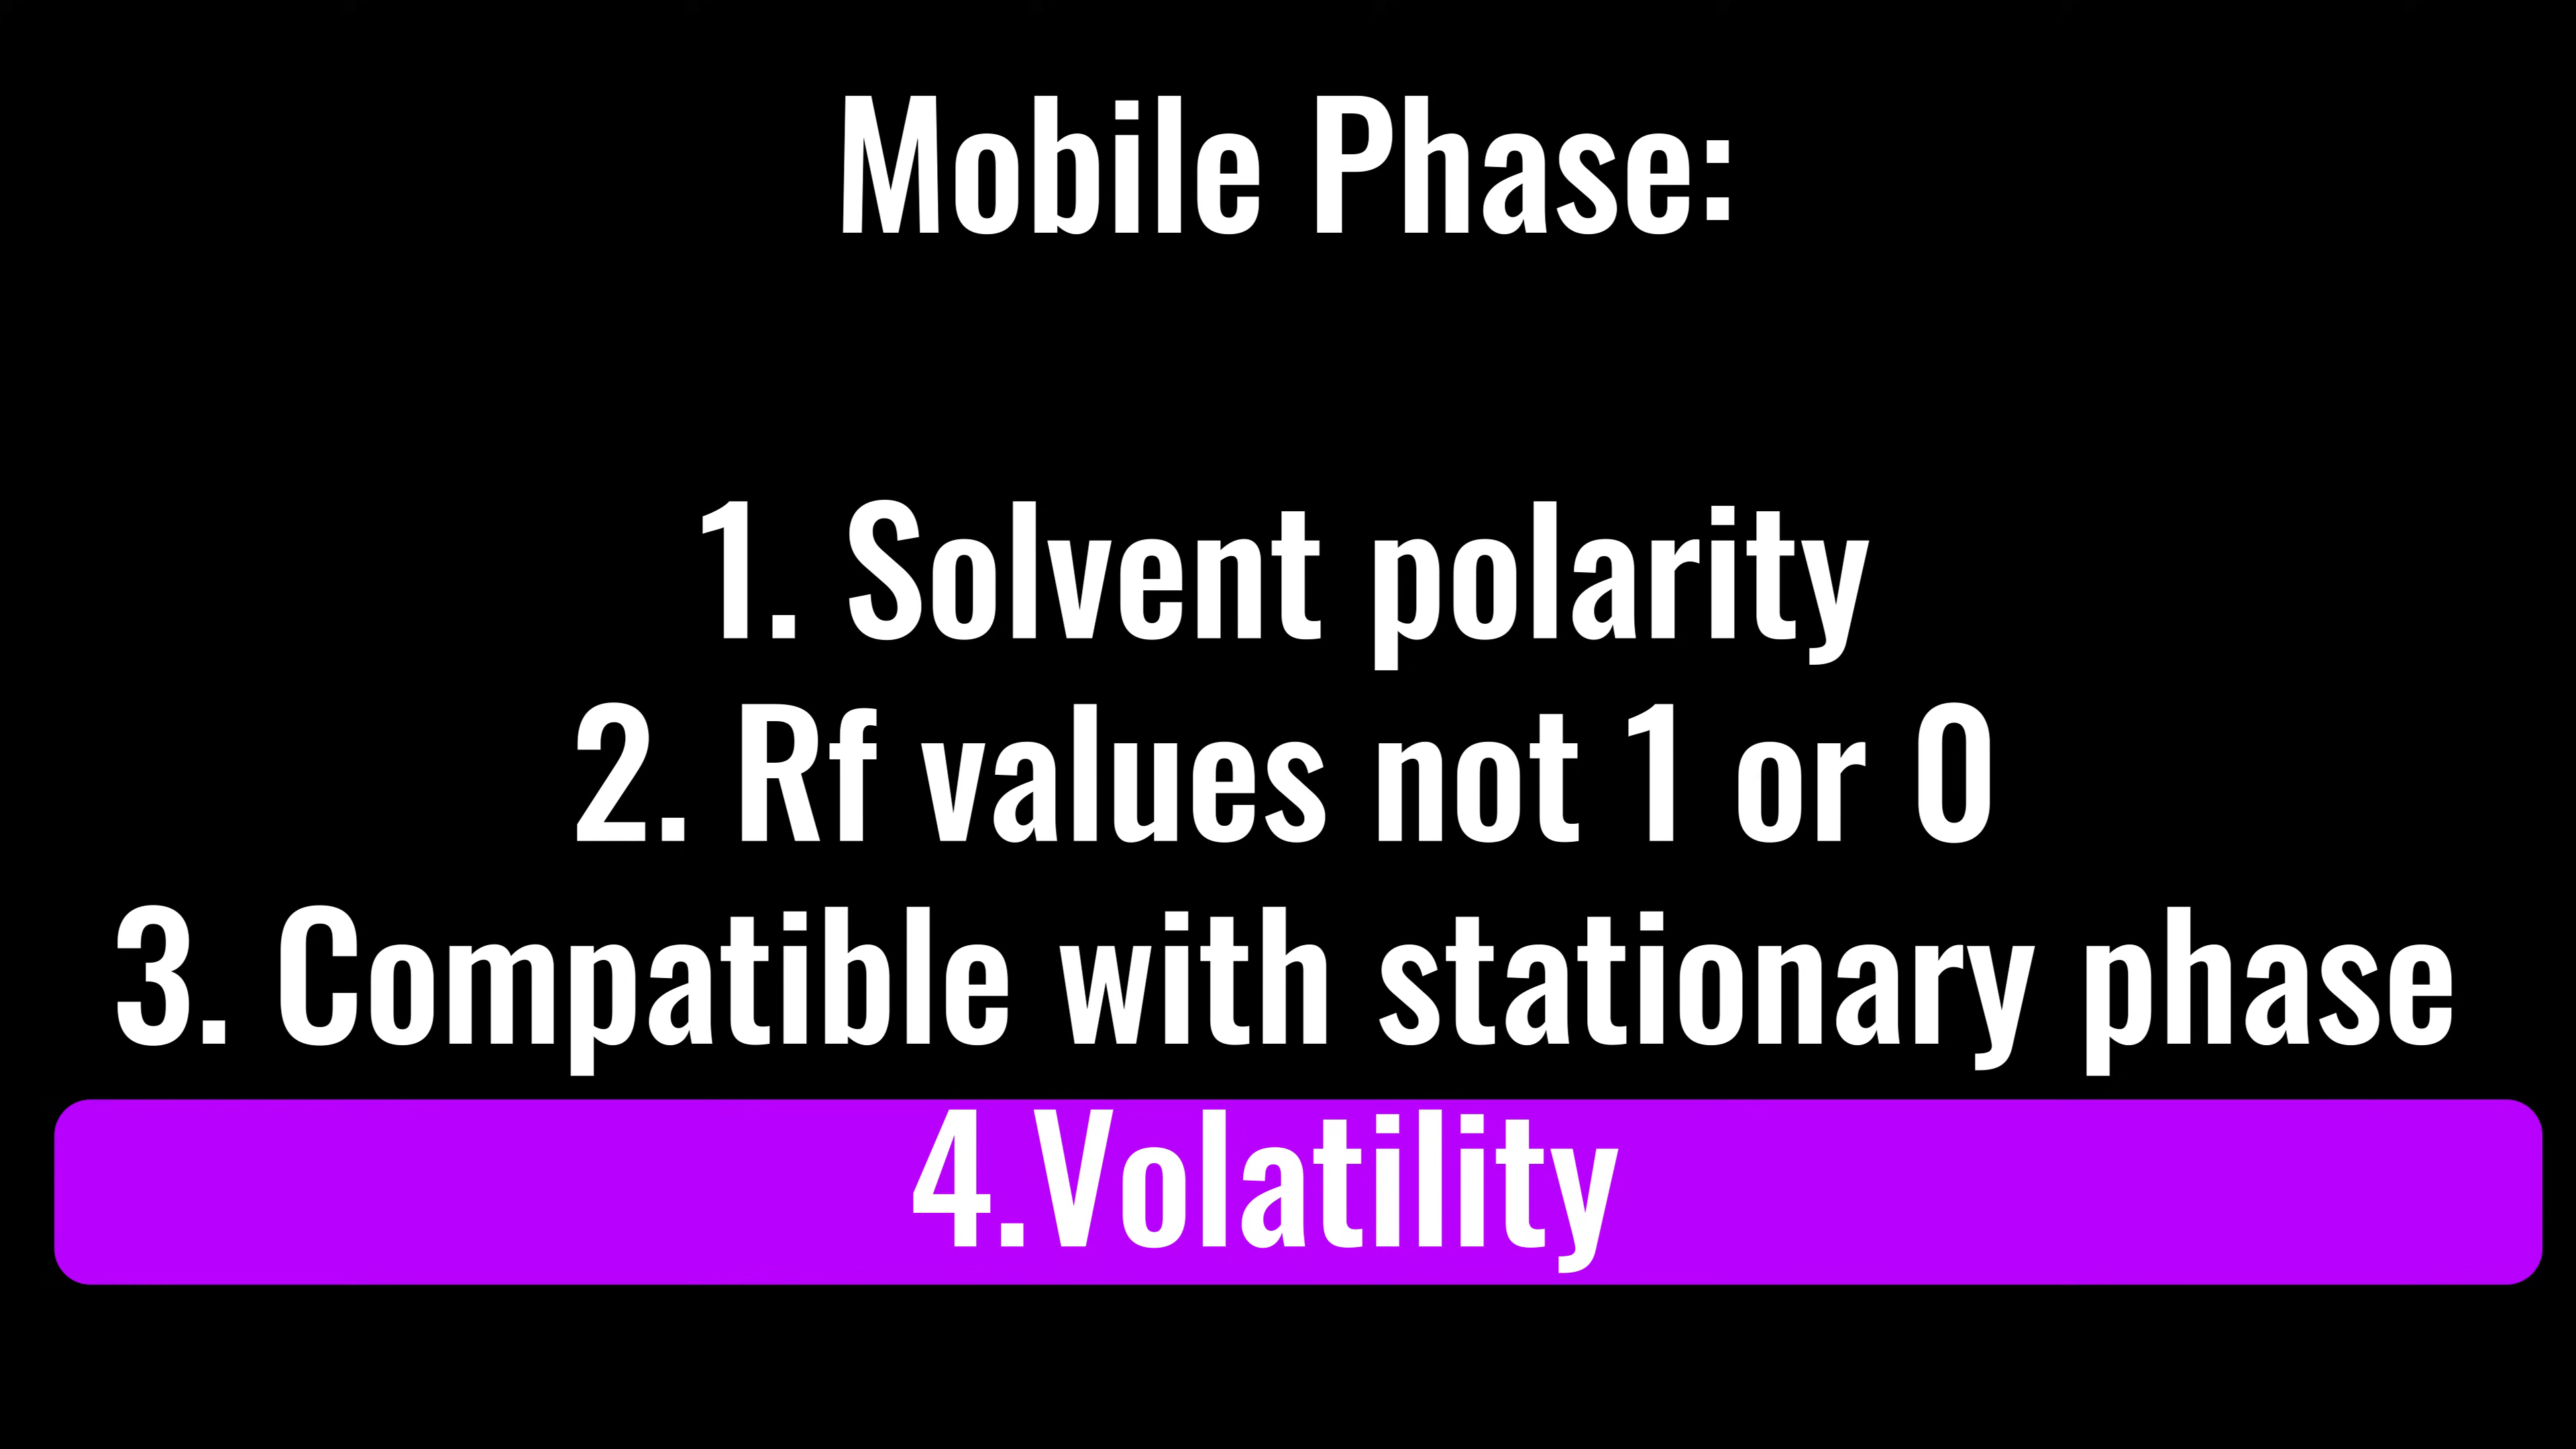 Mobile Phase:
1. Solvent polarity
2. Rf values not 1 or 0
3. Compatible with stationary phase
4.Volatility